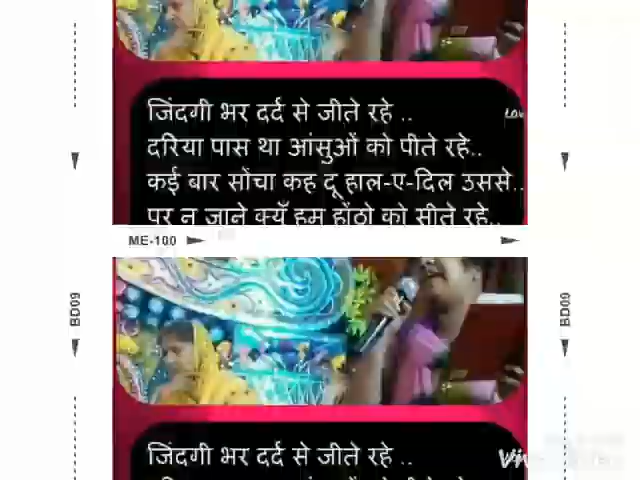 जिंदगी भर दर्द से जीते रहे ..
दरिया पास था आंसुओं को पीते रहे..
कई बार सोंचा कह दू हाल-ए-दिल उससे..
पर न जाने क्यूँ हम होंठो को सीते रहे..
ME-100
BD09
BD09
जिंदगी भर दर्द से जीते रहे ..